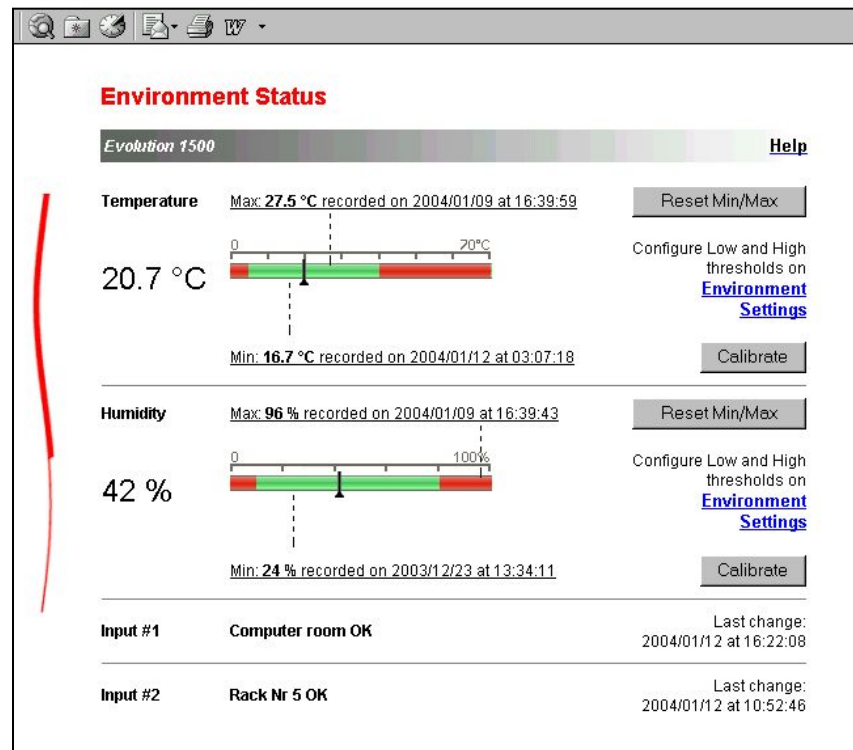 Environment Status
Evolution 1500 Help
Temperature Max: 27.5 °C recorded on 2004/01/09 at 16:39:59 Reset Min/Max
0 70°C
20.7 °C
Configure Low and High
thresholds on
Environment
Settings
Min: 16.7 °C recorded on 2004/01/12 at 03:07:18 Calibrate
Humidity Max: 96 % recorded on 2004/01/09 at 16:39:43 Reset Min/Max
0 100%
42 %
Configure Low and High
thresholds on
Environment
Settings
Min: 24 % recorded on 2003/12/23 at 13:34:11 Calibrate
Input #1 Computer room OK Last change:
2004/01/12 at 16:22:08
Input #2 Rack Nr 5 OK Last change:
2004/01/12 at 10:52:46